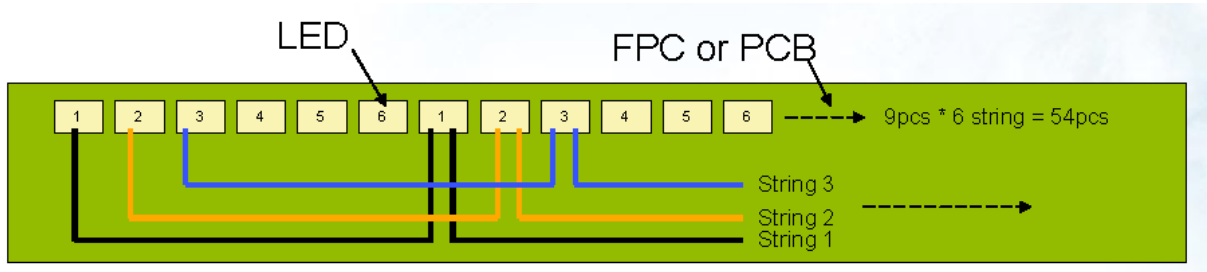 LED
FPC or PCB
1 2 3 4 5 6 1 2 3 4 5 6 9pcs * 6 string = 54pcs
String 3
String 2
String 1